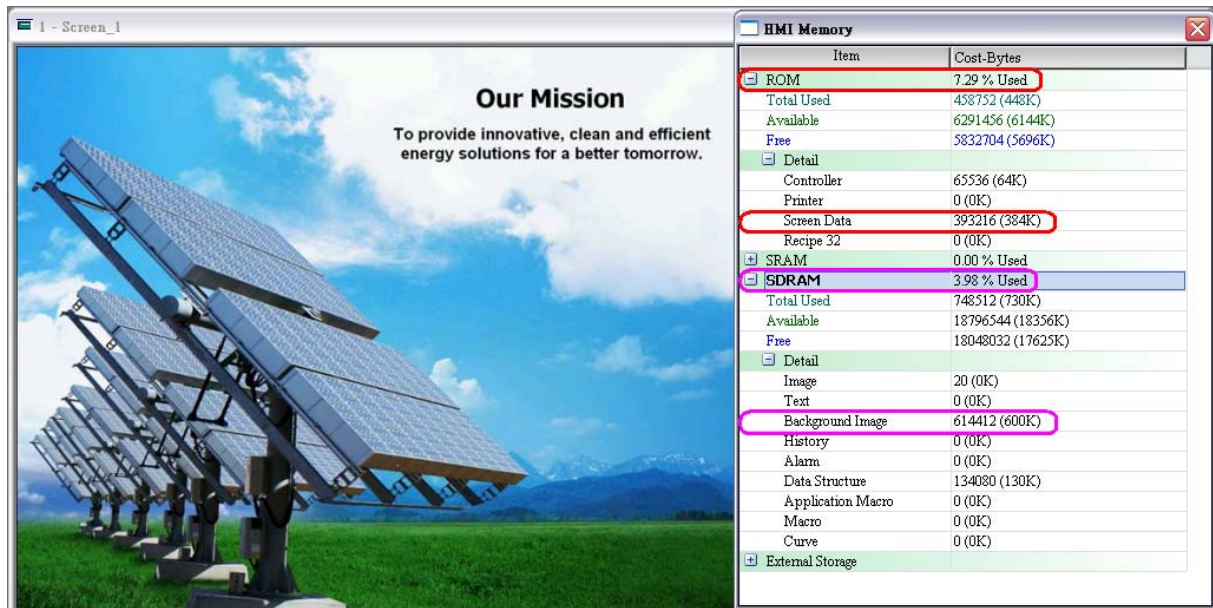 1 - Screen_1
Our Mission
To provide innovative, clean and efficient
energy solutions for a better tomorrow.
HMI Memory
Item Cost-Bytes
ROM 7.29 % Used
Total Used 458752 (448K)
Available 6291456 (6144K)
Free 5832704 (5696K)
Detail
Controller 65536 (64K)
Printer 0 (0K)
Screen Data 393216 (384K)
Recipe 32 0 (0K)
SRAM 0.00 % Used
SDRAM 3.98 % Used
Total Used 748512 (730K)
Available 18796544 (18356K)
Free 18048032 (17625K)
Detail
Image 20 (0K)
Text 0 (0K)
Background Image 614412 (600K)
History 0 (0K)
Alarm 0 (0K)
Data Structure 134080 (130K)
Application Macro 0 (0K)
Macro 0 (0K)
Curve 0 (0K)
External Storage